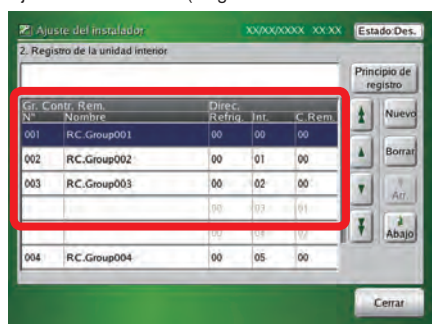 Ajuste del instalador XX/XX/XXXX XX:XX Estado:Des.
2. Registro de la unidad interior
Principio de
registro
Gr. Contr. Rem. Direc.
N° Nombre Refrig. Int. C.Rem.
Nuevo
001 RC.Group001 00 00 00
002 RC.Group002 00 01 00
Borrar
003 RC.Group003 00 02 00
Arr.
00 03 01
00 04 02
Abajo
004 RC.Group004 00 05 00
Cerrar